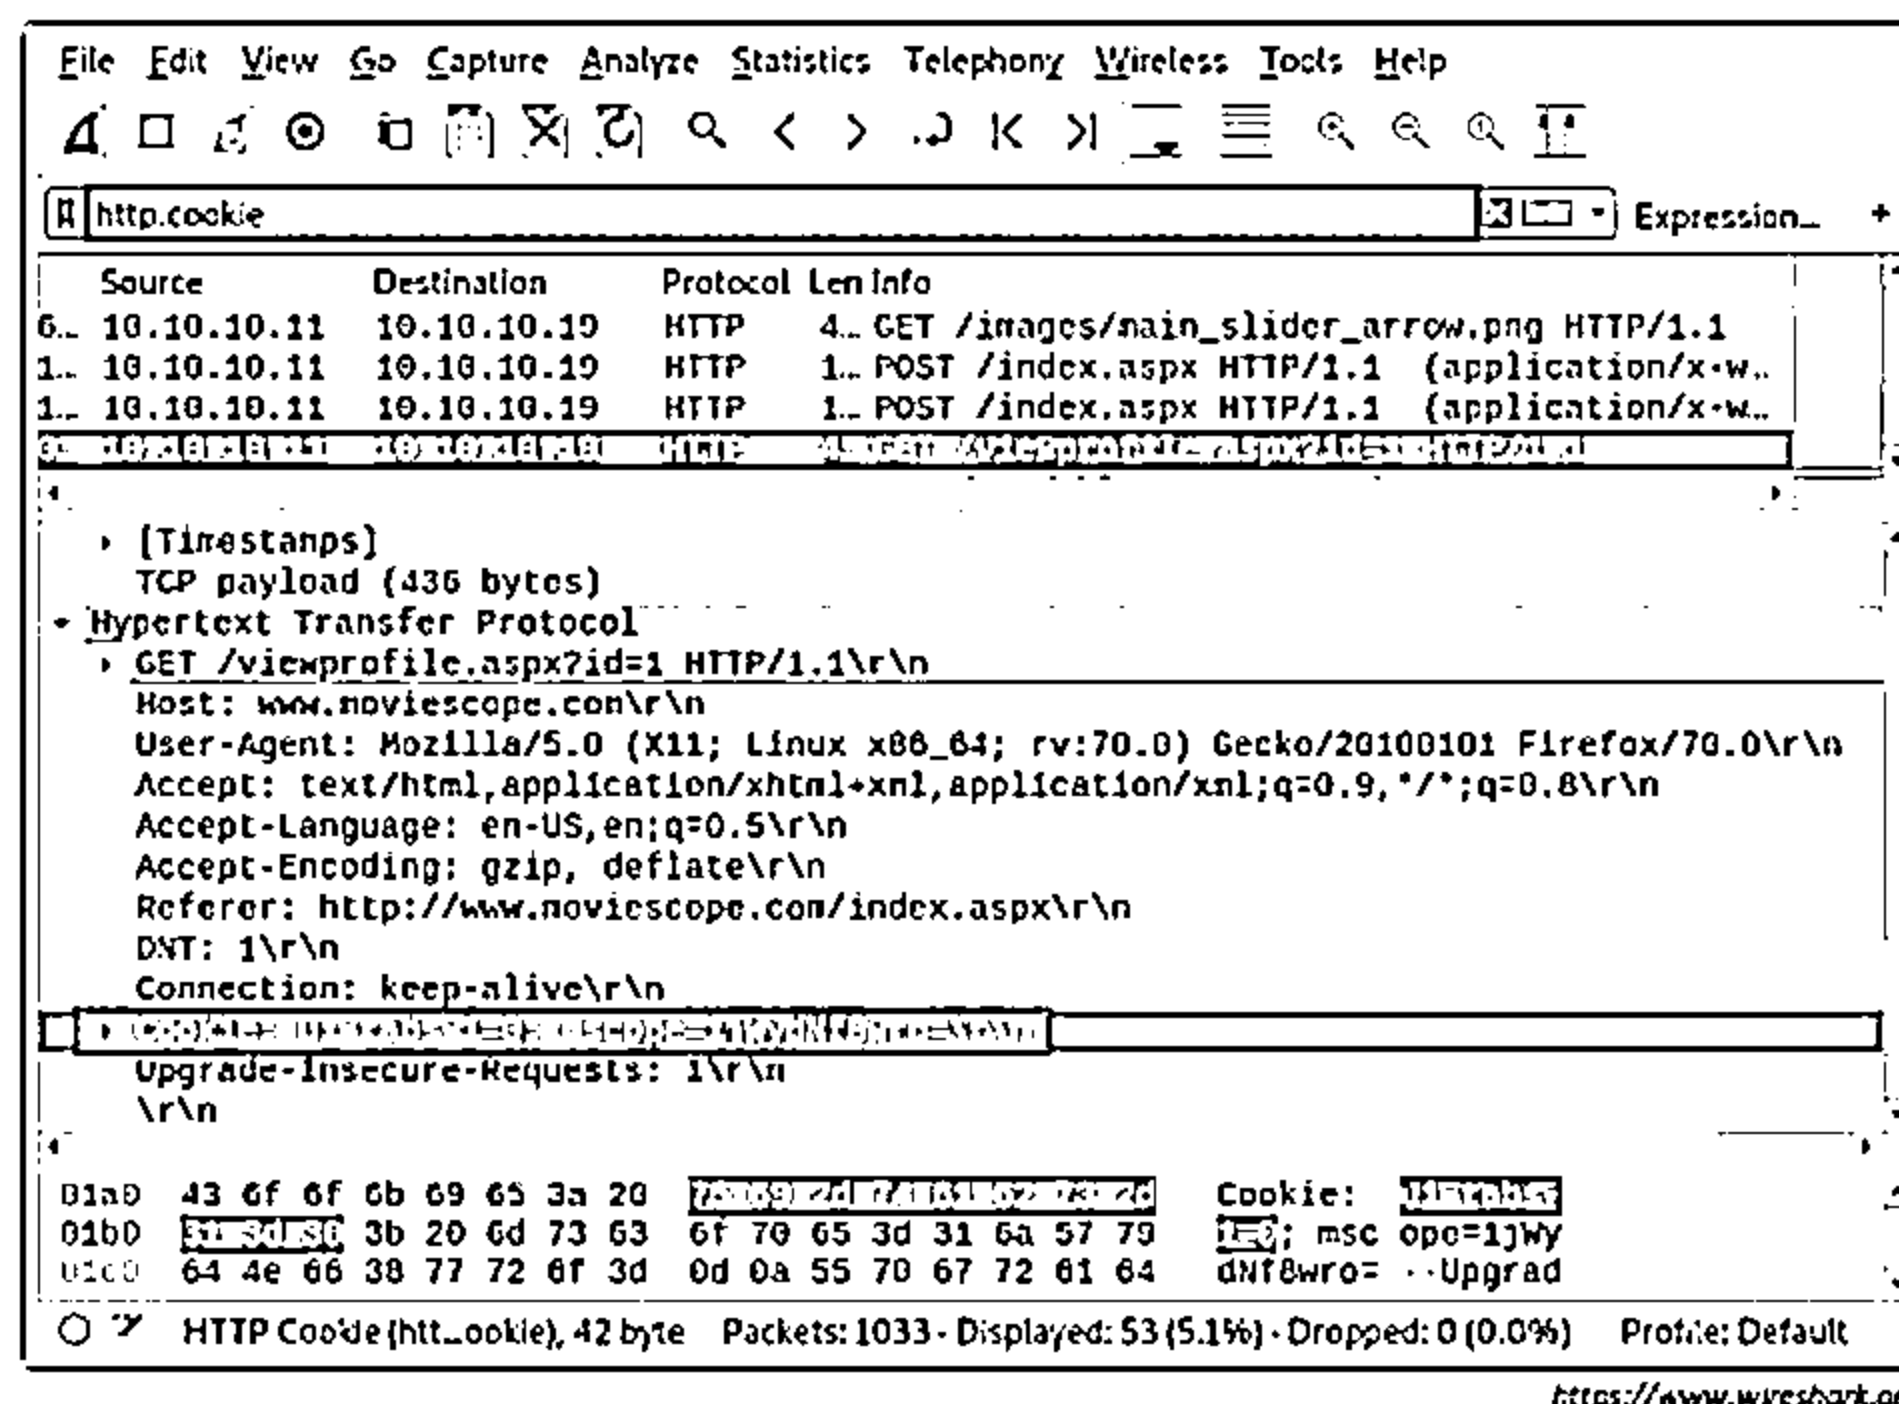 File Edit View Go Capture Analyze Statistics Telephony Wireless Tools Help
http.cookie Expression... +
Source Destination Protocol Len Info
6... 10.10.10.11 10.10.10.19 HTTP 4... GET /images/main_slider_arrow.png HTTP/1.1
1... 10.10.10.11 10.10.10.19 HTTP 1... POST /index.aspx HTTP/1.1 (application/x-w...
1... 10.10.10.11 10.10.10.19 HTTP 1... POST /index.aspx HTTP/1.1 (application/x-w...
HTTP
[Timestamps]
TCP payload (436 bytes)
Hypertext Transfer Protocol
GET /viewprofile.aspx?id=1 HTTP/1.1\r\n
Host: www.moviescope.com\r\n
User-Agent: Mozilla/5.0 (X11; Linux x86_64; rv:70.0) Gecko/20100101 Firefox/70.0\r\n
Accept: text/html,application/xhtml+xml,application/xml;q=0.9,*/*;q=0.8\r\n
Accept-Language: en-US,en;q=0.5\r\n
Accept-Encoding: gzip, deflate\r\n
Referer: http://www.moviescope.com/index.aspx\r\n
DNT: 1\r\n
Connection: keep-alive\r\n
Upgrade-Insecure-Requests: 1\r\n
\r\n
01a0 43 6f 6f 6b 69 65 3a 20 Cookie:
01b0 3b 20 6d 73 63 6f 70 65 3d 31 6a 57 79 ; msc ope=1jWy
01c0 64 4e 66 38 77 72 6f 3d 0d 0a 55 70 67 72 61 64 dNf8wro= ··Upgrad
HTTP Cookie (htt...ookie), 42 byte Packets: 1033 · Displayed: 53 (5.1%) · Dropped: 0 (0.0%) Profile: Default